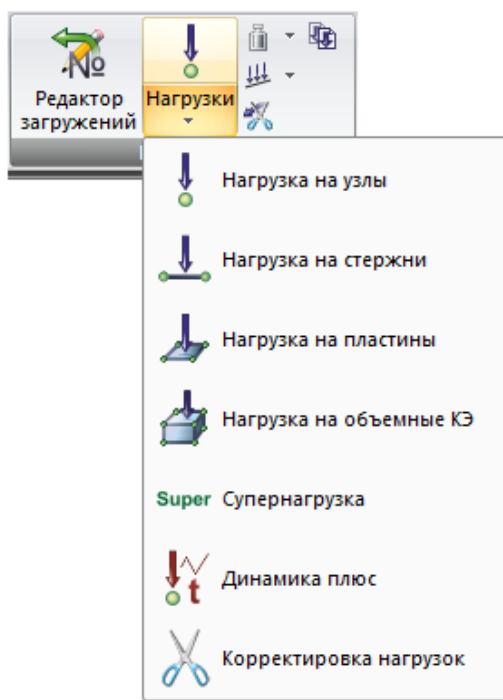 №
Редактор
загружений
Нагрузки
Нагрузка на узлы
Нагрузка на стержни
Нагрузка на пластины
Нагрузка на объемные КЭ
Super Супернагрузка
t Динамика плюс
Корректировка нагрузок